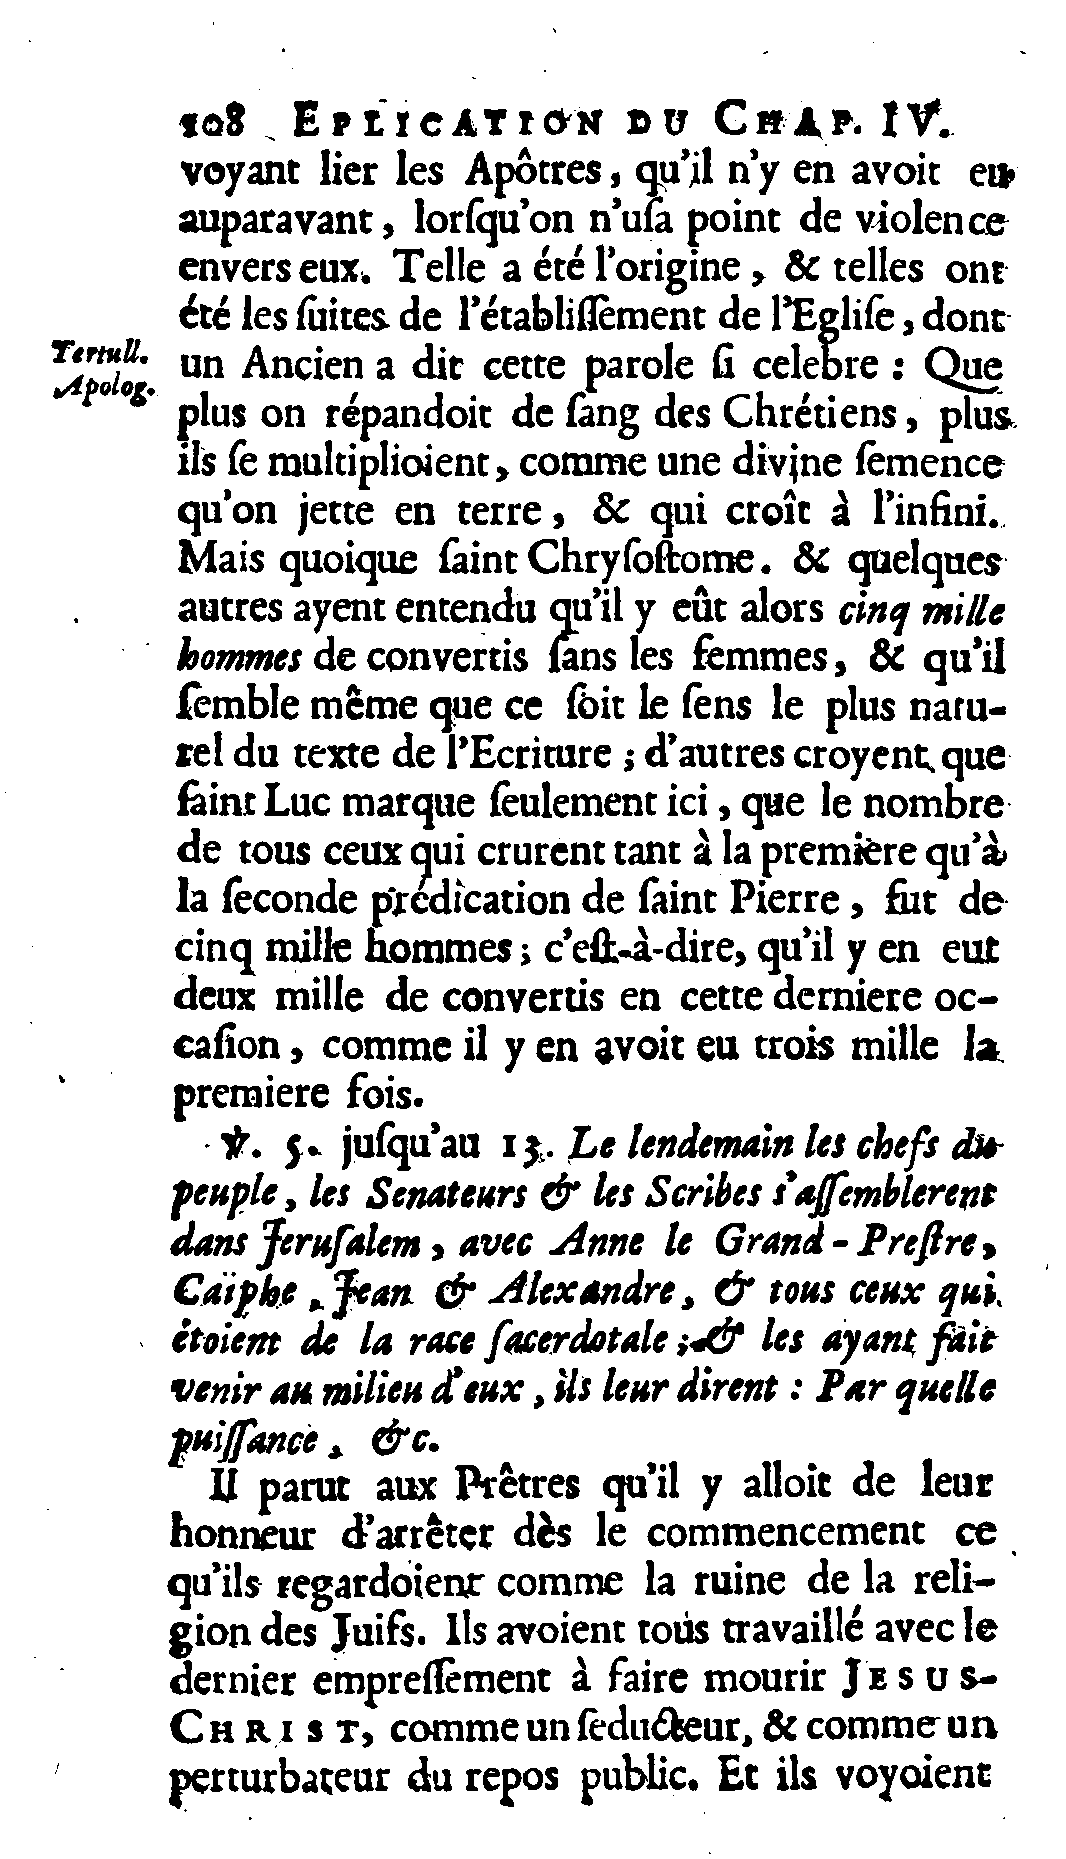 108 EPLICATION DU CHAP. IV.
voyant lier les Apôtres, qu'il n'y en avoit eu
auparavant, lorſqu'on n'uſa point de violence
envers eux. Telle a été l'origine, & telles ont
été les ſuites de l'établiſſement de l'Egliſe, dont
Tertull.
Apolog.
un Ancien a dit cette parole ſi celebre : Que
plus on répandoit de ſang des Chrétiens, plus
ils ſe multiplioient, comme une divine ſemence
qu'on jette en terre, & qui croît à l'infini.
Mais quoique ſaint Chryſoſtome. & quelques
autres ayent entendu qu'il y eût alors cinq mille
hommes de convertis ſans les femmes, & qu'il
ſemble même que ce ſoit le ſens le plus natu-
rel du texte de l'Ecriture ; d'autres croyent que
ſaint Luc marque ſeulement ici, que le nombre
de tous ceux qui crurent tant à la premiere qu'à
la ſeconde prédication de ſaint Pierre, fut de
cinq mille hommes ; c'eſt-à-dire, qu'il y en eut
deux mille de convertis en cette derniere oc-
caſion, comme il y en avoit eu trois mille la
premiere fois.
℣. 5. juſqu'au 13. Le lendemain les chefs du
peuple, les Senateurs & les Scribes s'aſſemblerent
dans Jeruſalem, avec Anne le Grand-Preſtre,
Caïphe, Jean & Alexandre, & tous ceux qui
étoient de la race ſacerdotale ; & les ayant fait
venir au milieu d'eux, ils leur dirent : Par quelle
puiſſance, &c.
Il parut aux Prêtres qu'il y alloit de leur
honneur d'arrêter dès le commencement ce
qu'ils regardoient comme la ruine de la reli-
gion des Juifs. Ils avoient tous travaillé avec le
dernier empreſſement à faire mourir JESUS-
CHRIST, comme un ſeducteur, & comme un
perturbateur du repos public. Et ils voyoient